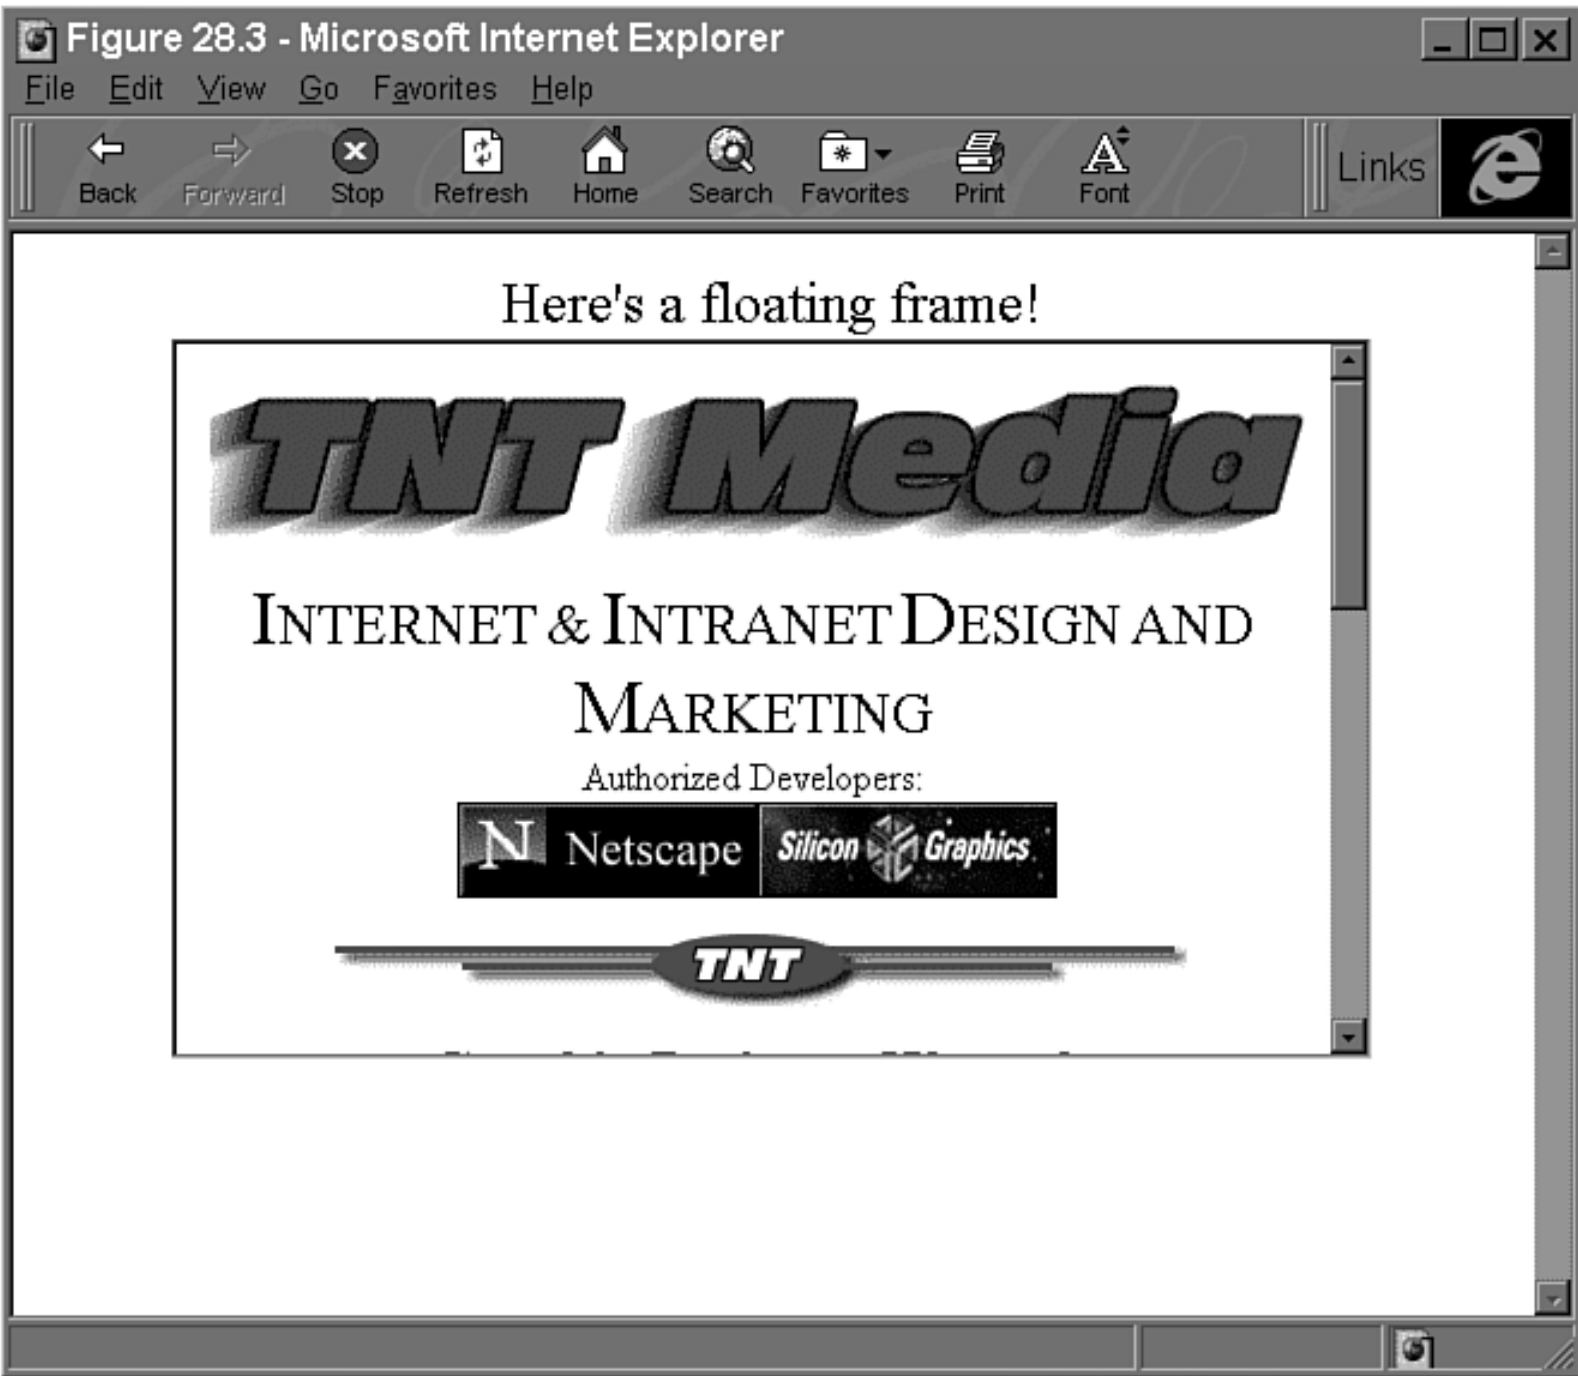 Figure 28.3 - Microsoft Internet Explorer
File Edit View Go Favorites Help
Back Forward Stop Refresh Home Search Favorites Print Font Links
Here's a floating frame!
TNT Media
INTERNET & INTRANET DESIGN AND
MARKETING
Authorized Developers:
N Netscape Silicon Graphics
TNT